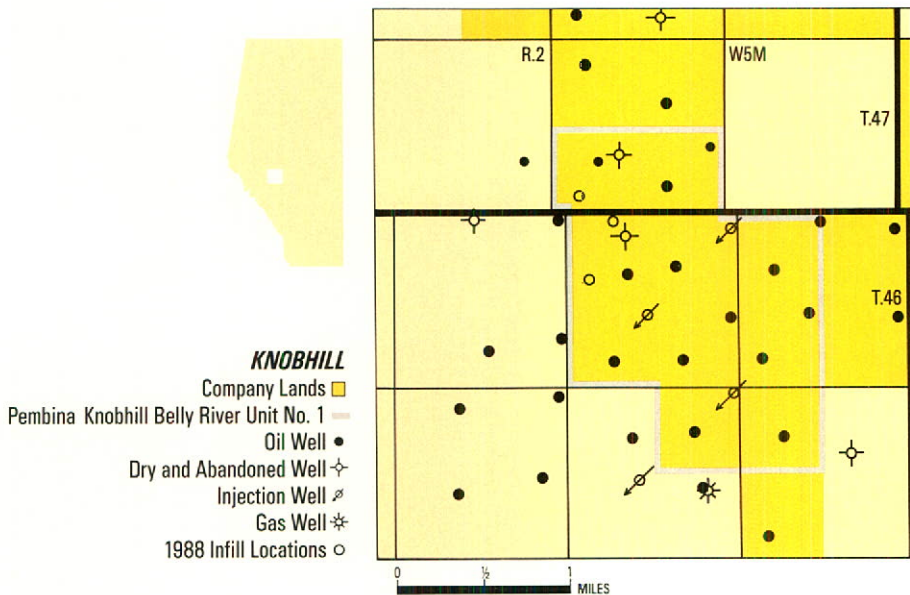 R.2
W5M
T.47
T.46
KNOBHILL
Company Lands
Pembina Knobhill Belly River Unit No. 1
Oil Well
Dry and Abandoned Well
Injection Well
Gas Well
1988 Infill Locations
0 ½ 1
MILES